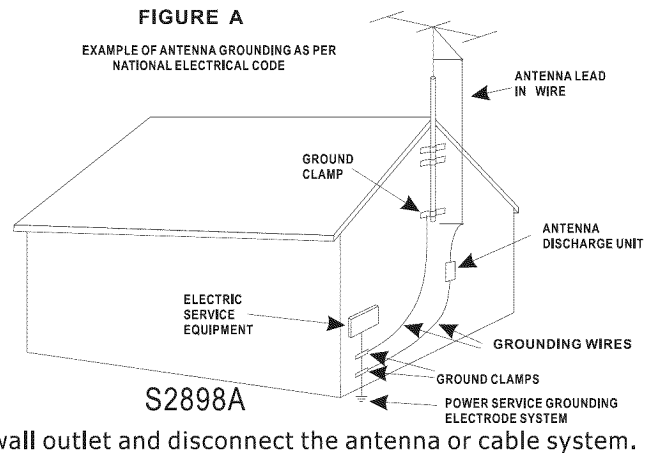 FIGURE A
EXAMPLE OF ANTENNA GROUNDING AS PER
NATIONAL ELECTRICAL CODE
ANTENNA LEAD
IN WIRE
GROUND
CLAMP
ANTENNA
DISCHARGE UNIT
ELECTRIC
SERVICE
EQUIPMENT
GROUNDING WIRES
GROUND CLAMPS
S2898A
POWER SERVICE GROUNDING
ELECTRODE SYSTEM
wall outlet and disconnect the antenna or cable system.